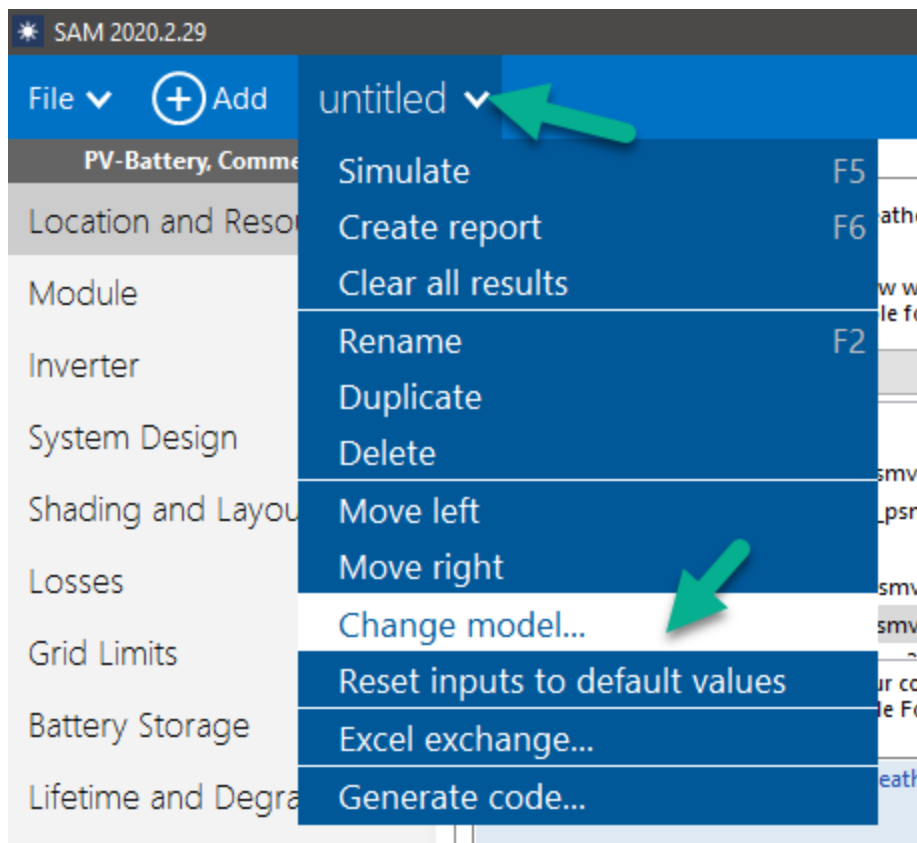 SAM 2020.2.29
File Add untitled
PV-Battery, Comme
Simulate F5
Location and Resou
Create report F6
Clear all results
Module
Rename F2
Inverter
Duplicate
System Design
Delete
Shading and Layou
Move left
Move right
Losses
Change model...
Grid Limits
Reset inputs to default values
Battery Storage
Excel exchange...
Lifetime and Degra
Generate code...